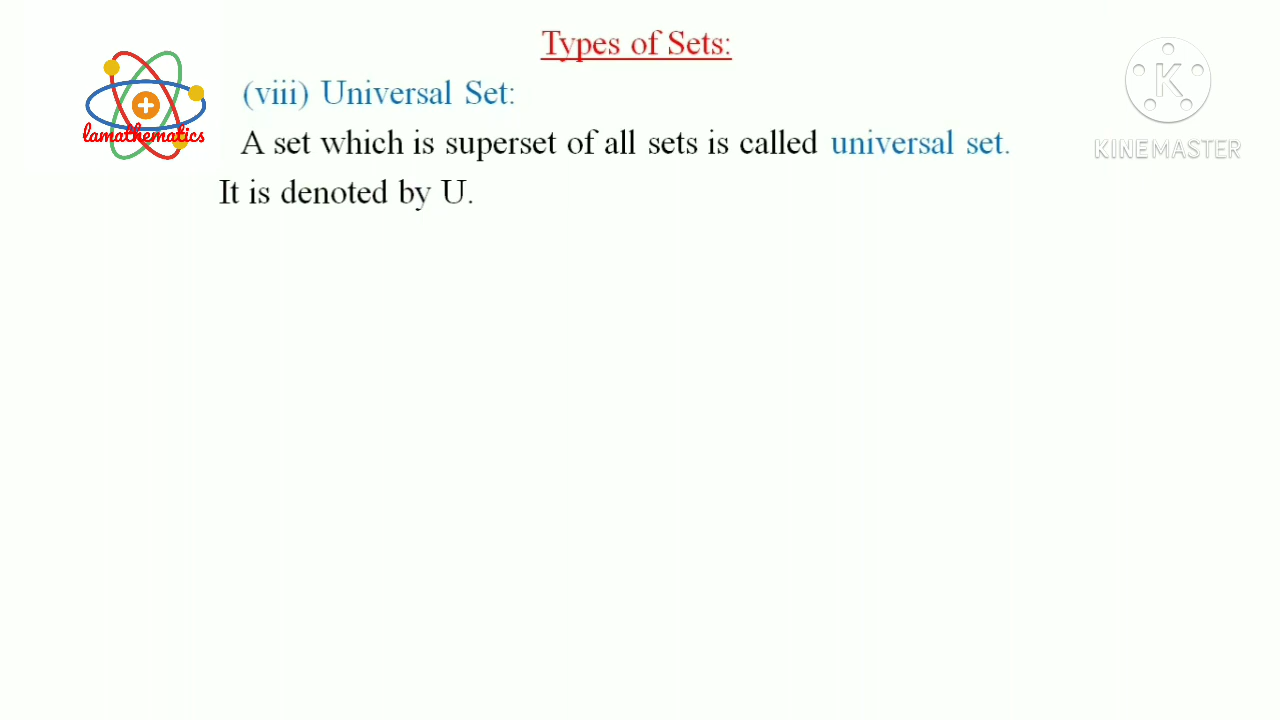 Types of Sets:
(viii) Universal Set:
lamathematics
A set which is superset of all sets is called universal set.
K
KINEMASTER
It is denoted by U.